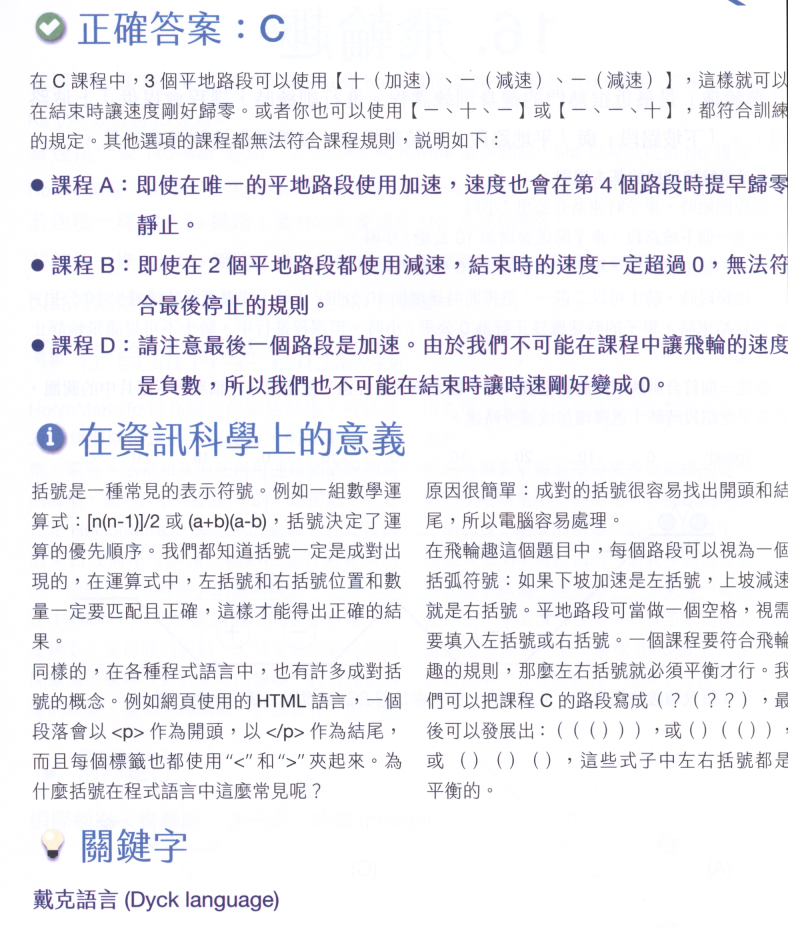 正確答案：C
在 C 課程中，3 個平地路段可以使用【＋（加速）、－（減速）、－（減速）】，這樣就可以
在結束時讓速度剛好歸零。或者你也可以使用【－、＋、－】或【－、－、＋】，都符合訓練
的規定。其他選項的課程都無法符合課程規則，說明如下：
● 課程 A：即使在唯一的平地路段使用加速，速度也會在第 4 個路段時提早歸零
靜止。
● 課程 B：即使在 2 個平地路段都使用減速，結束時的速度一定超過 0，無法符
合最後停止的規則。
● 課程 D：請注意最後一個路段是加速。由於我們不可能在課程中讓飛輪的速度
是負數，所以我們也不可能在結束時讓時速剛好變成 0。
在資訊科學上的意義
括號是一種常見的表示符號。例如一組數學運
算式：[n(n-1)]/2 或 (a+b)(a-b)，括號決定了運
算的優先順序。我們都知道括號一定是成對出
現的，在運算式中，左括號和右括號位置和數
量一定要匹配且正確，這樣才能得出正確的結
果。
同樣的，在各種程式語言中，也有許多成對括
號的概念。例如網頁使用的 HTML 語言，一個
段落會以 <p> 作為開頭，以 </p> 作為結尾，
而且每個標籤也都使用“<”和“>”夾起來。為
什麼括號在程式語言中這麼常見呢？
原因很簡單：成對的括號很容易找出開頭和結
尾，所以電腦容易處理。
在飛輪趣這個題目中，每個路段可以視為一個
括弧符號：如果下坡加速是左括號，上坡減速
就是右括號。平地路段可當做一個空格，視需
要填入左括號或右括號。一個課程要符合飛輪
趣的規則，那麼左右括號就必須平衡才行。我
們可以把課程 C 的路段寫成（？（？？），最
後可以發展出：（（（）））,或（）（（）），
或 （）（）（），這些式子中左右括號都是
平衡的。
關鍵字
戴克語言 (Dyck language)